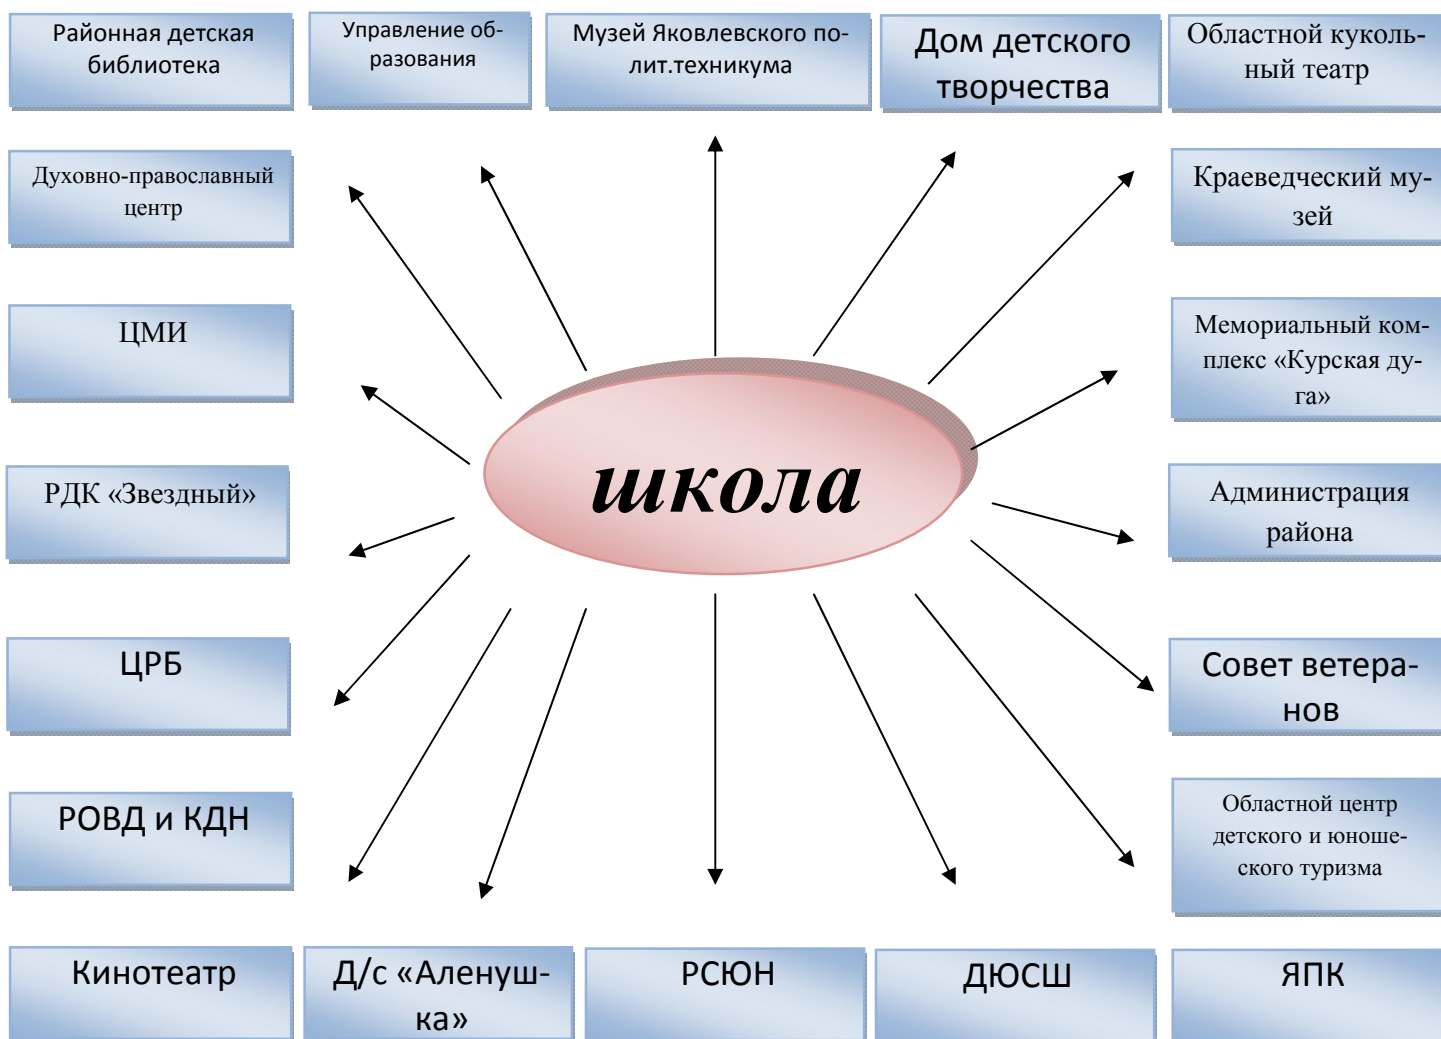 Районная детская
библиотека
Управление об-
разования
Музей Яковлевского по-
лит.техникума
Дом детского
творчества
Областной куколь-
ный театр
Духовно-православный
центр
Краеведческий му-
зей
ЦМИ
Мемориальный ком-
плекс «Курская ду-
га»
школа
РДК «Звездный»
Администрация
района
ЦРБ
Совет ветера-
нов
РОВД и КДН
Областной центр
детского и юноше-
ского туризма
Кинотеатр
Д/с «Аленуш-
ка»
РСЮН
ДЮСШ
ЯПК